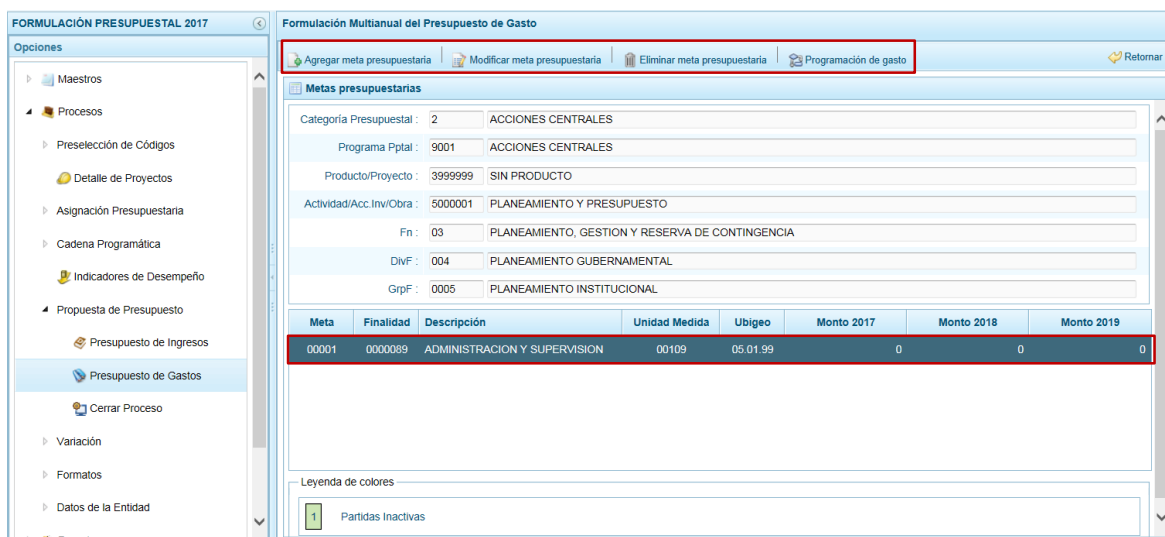 FORMULACIÓN PRESUPUESTAL 2017
Opciones
Maestros
Procesos
Preselección de Códigos
Detalle de Proyectos
Asignación Presupuestaria
Cadena Programática
Indicadores de Desempeño
Propuesta de Presupuesto
Presupuesto de Ingresos
Presupuesto de Gastos
Cerrar Proceso
Variación
Formatos
Datos de la Entidad
Formulación Multianual del Presupuesto de Gasto
Agregar meta presupuestaria Modificar meta presupuestaria Eliminar meta presupuestaria Programación de gasto Retornar
Metas presupuestarias
Categoría Presupuestal : 2 ACCIONES CENTRALES
Programa Pptal : 9001 ACCIONES CENTRALES
Producto/Proyecto : 3999999 SIN PRODUCTO
Actividad/Acc.Inv/Obra : 5000001 PLANEAMIENTO Y PRESUPUESTO
Fn : 03 PLANEAMIENTO, GESTION Y RESERVA DE CONTINGENCIA
DivF : 004 PLANEAMIENTO GUBERNAMENTAL
GrpF : 0005 PLANEAMIENTO INSTITUCIONAL
Meta Finalidad Descripción Unidad Medida Ubigeo Monto 2017 Monto 2018 Monto 2019
00001 0000089 ADMINISTRACION Y SUPERVISION 00109 05.01.99 0 0 0
Leyenda de colores
1 Partidas Inactivas